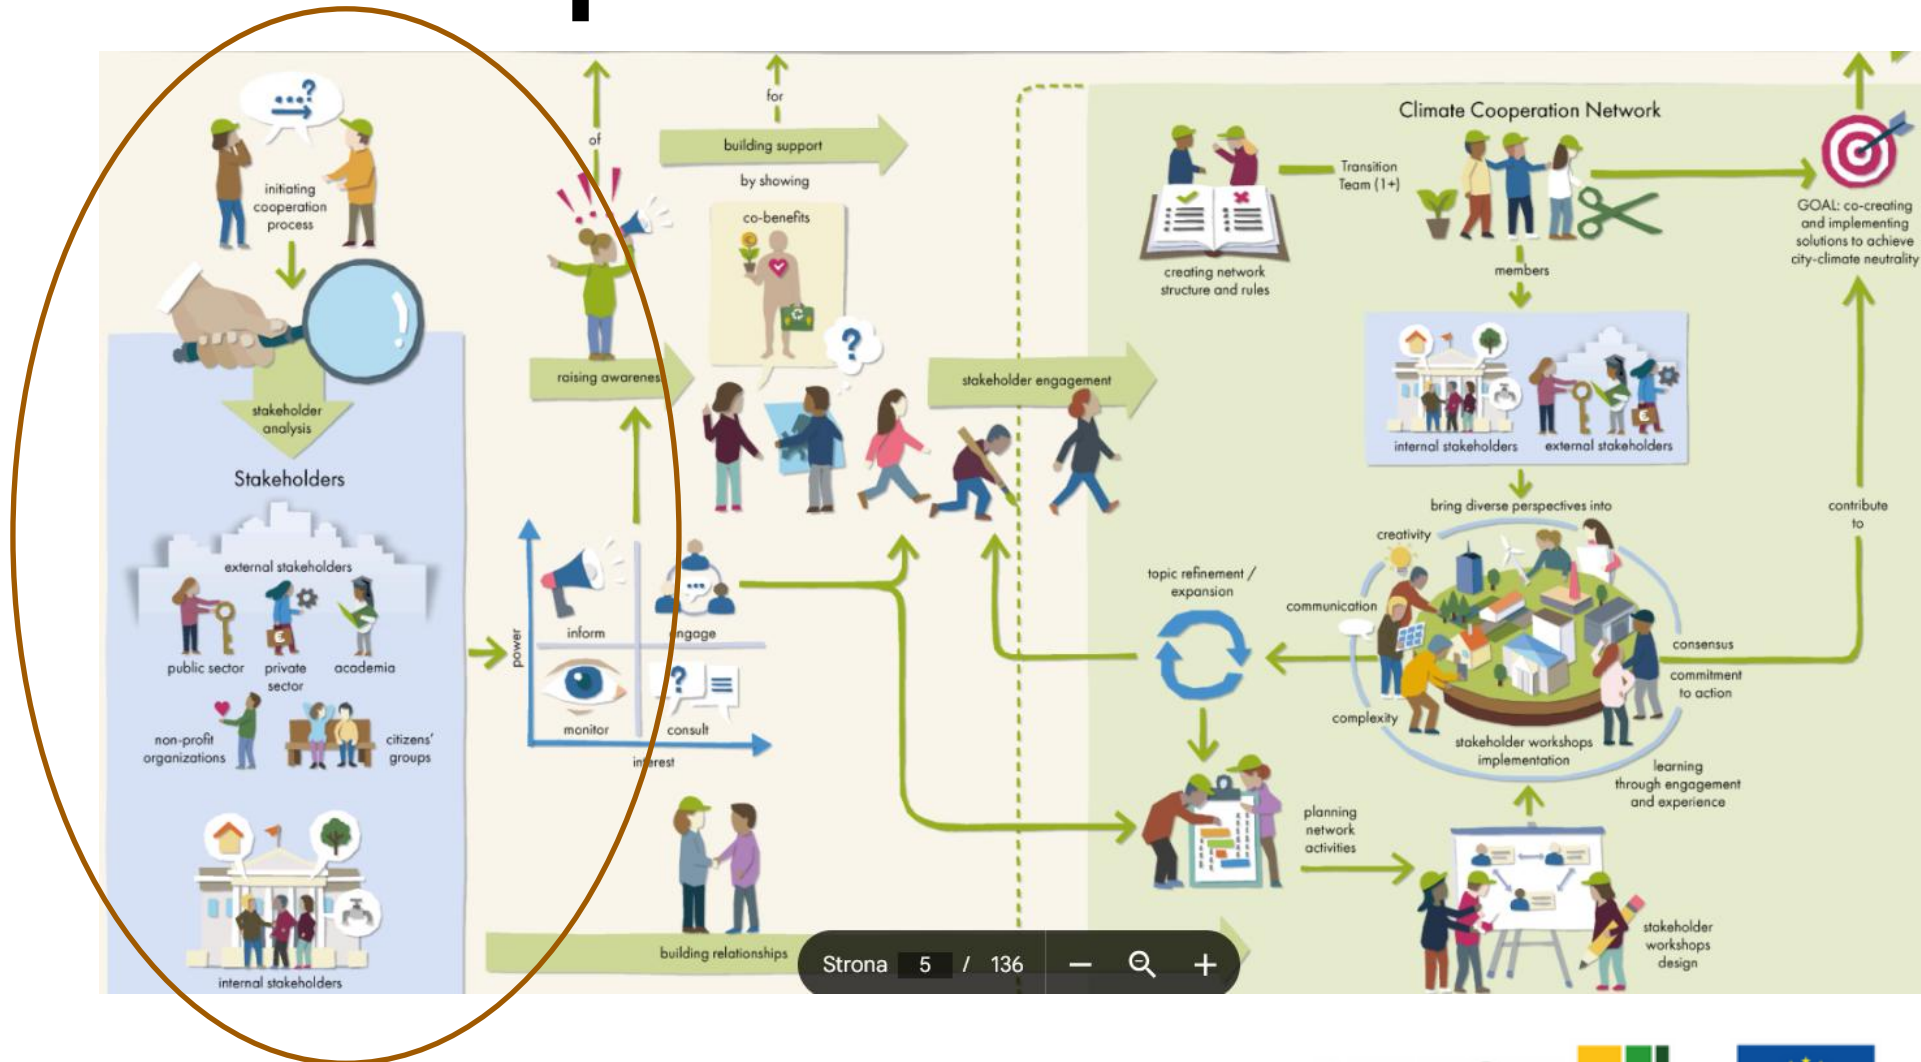 ...?
initiating
cooperation
process
stakeholder
analysis
Stakeholders
external stakeholders
€
public sector
private
sector
academia
non-profit
organizations
citizens'
groups
internal stakeholders
of
!!!
raising awareness
for
building support
by showing
co-benefits
€
?
stakeholder engagement
power
inform
...
engage
monitor
?
consult
interest
building relationships
Climate Cooperation Network
creating network
structure and rules
Transition
Team (1+)
members
GOAL: co-creating
and implementing
solutions to achieve
city-climate neutrality
€
internal stakeholders
external stakeholders
bring diverse perspectives into
creativity
communication
complexity
consensus
commitment
to action
stakeholder workshops
implementation
learning
through engagement
and experience
contribute
to
topic refinement /
expansion
planning
network
activities
stakeholder
workshops
design
Strona 5 / 136